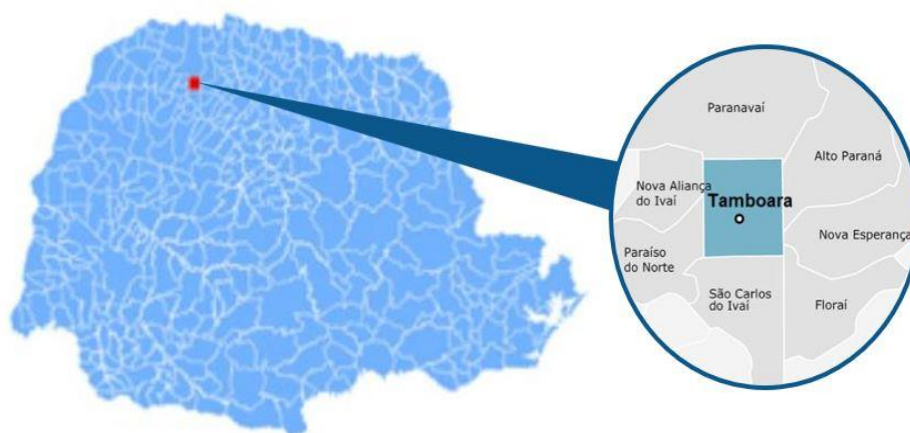 Paranavaí
Alto Paraná
Nova Aliança
do Ivaí
Tamboara
Nova Esperança
Paraíso
do Norte
São Carlos
do Ivaí
Floraí